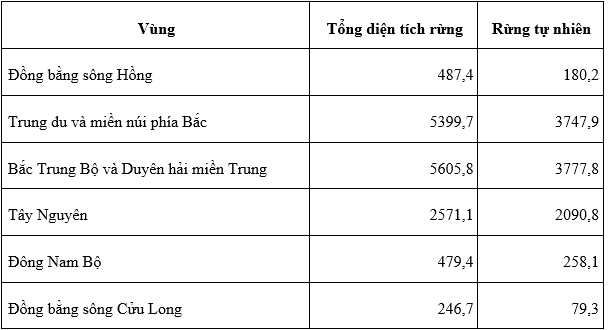 Vùng Tổng diện tích rừng Rừng tự nhiên
Đồng bằng sông Hồng 487,4 180,2
Trung du và miền núi phía Bắc 5399,7 3747,9
Bắc Trung Bộ và Duyên hải miền Trung 5605,8 3777,8
Tây Nguyên 2571,1 2090,8
Đông Nam Bộ 479,4 258,1
Đồng bằng sông Cửu Long 246,7 79,3